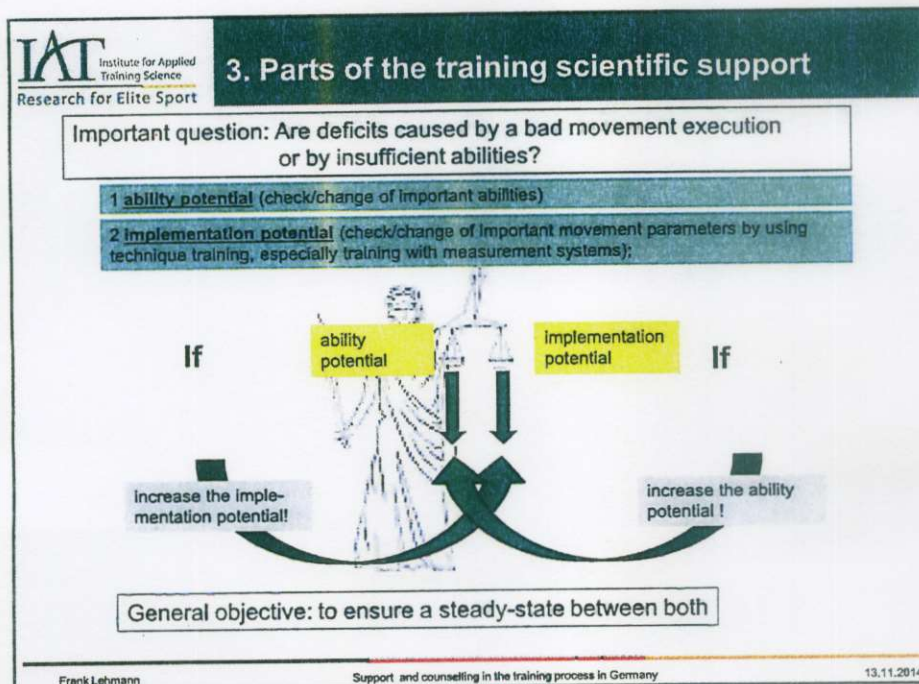 IAT Institute for Applied
Training Science
Research for Elite Sport
3. Parts of the training scientific support
Important question: Are deficits caused by a bad movement execution
or by insufficient abilities?
1 ability potential (check/change of important abilities)
2 implementation potential (check/change of important movement parameters by using
technique training, especially training with measurement systems);
If
ability
potential
implementation
potential
If
increase the imple-
mentation potential!
increase the ability
potential !
General objective: to ensure a steady-state between both
Frank Lehmann
Support and counselling in the training process in Germany
13.11.2014